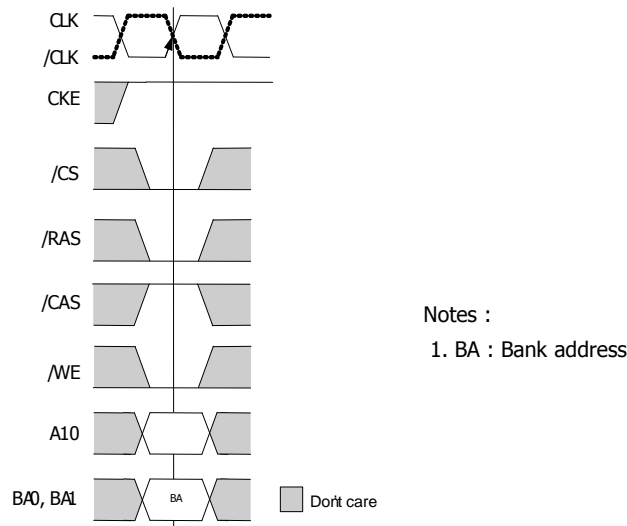 CLK
/CLK
CKE
/CS
/RAS
/CAS
/WE
A10
BA0, BA1
BA
Don't care
Notes :
1. BA : Bank address